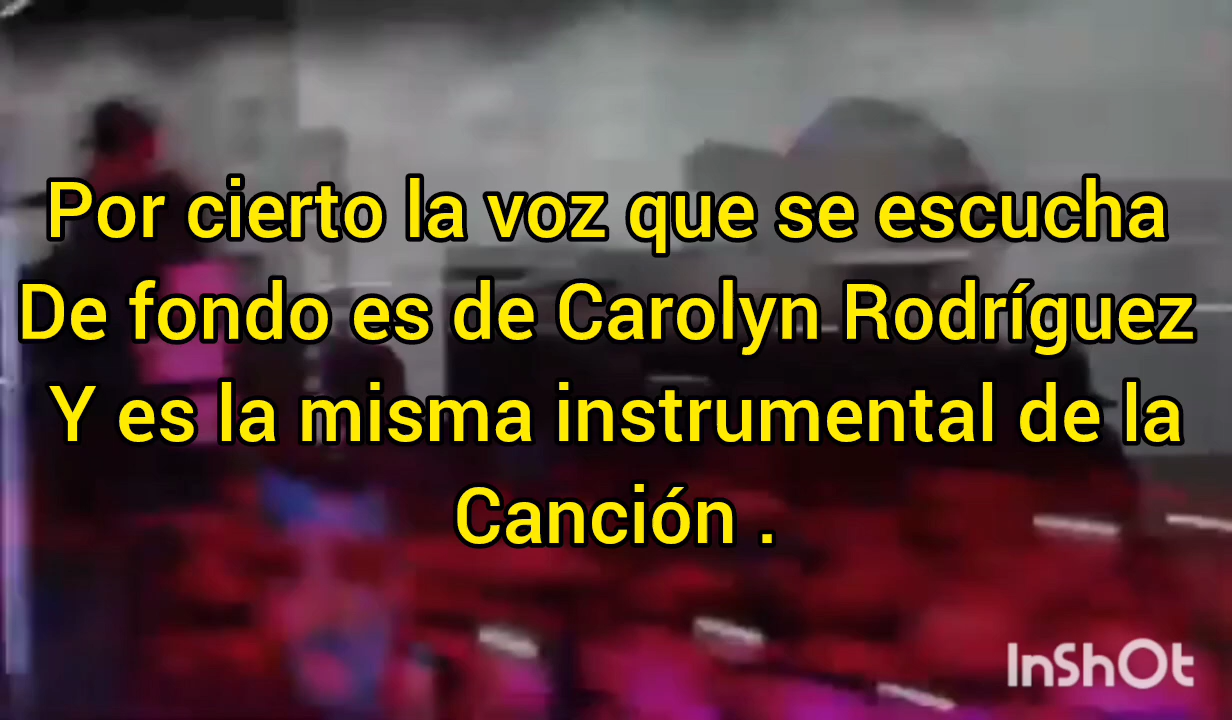 Por cierto la voz que se escucha
De fondo es de Carolyn Rodríguez
Y es la misma instrumental de la
Canción .
InShOt